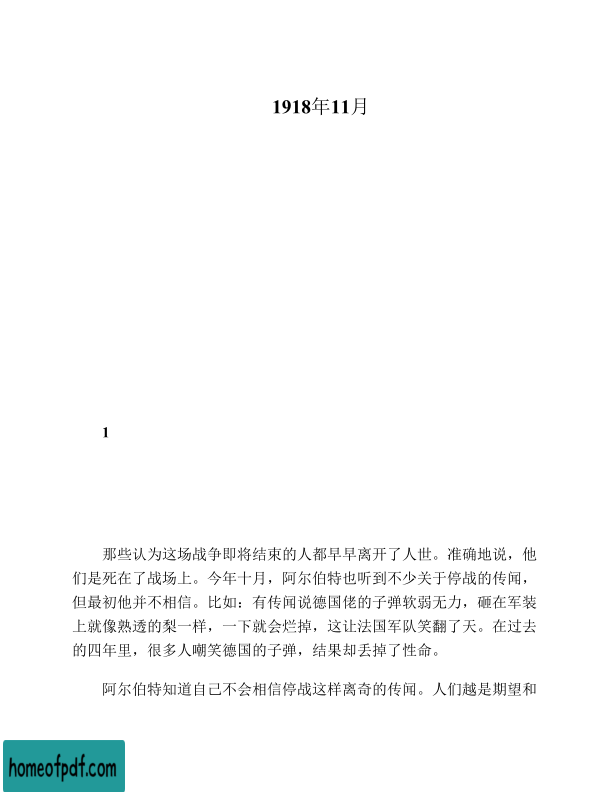 1918年11月
1
那些认为这场战争即将结束的人都早早离开了人世。准确地说，他
们是死在了战场上。今年十月，阿尔伯特也听到不少关于停战的传闻，
但最初他并不相信。比如：有传闻说德国佬的子弹软弱无力，砸在军装
上就像熟透的梨一样，一下就会烂掉，这让法国军队笑翻了天。在过去
的四年里，很多人嘲笑德国的子弹，结果却丢掉了性命。
阿尔伯特知道自己不会相信停战这样离奇的传闻。人们越是期望和
homeofpdf.com